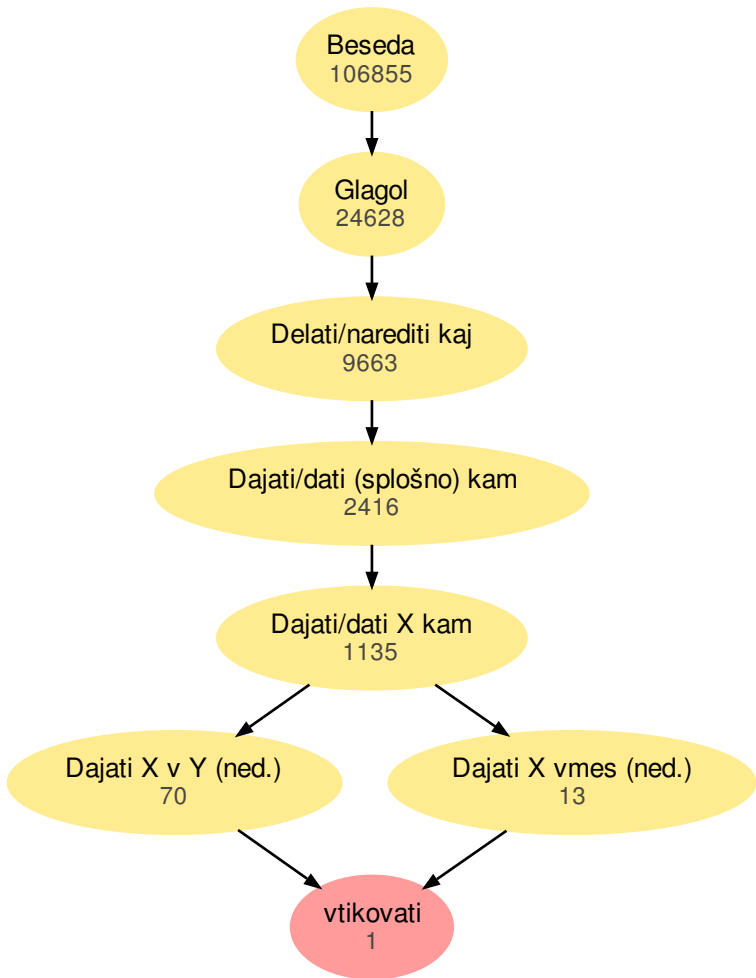 Beseda
106855
Glagol
24628
Delati/narediti kaj
9663
Dajati/dati (splošno) kam
2416
Dajati/dati X kam
1135
Dajati X v Y (ned.)
70
Dajati X vmes (ned.)
13
vtikovati
1